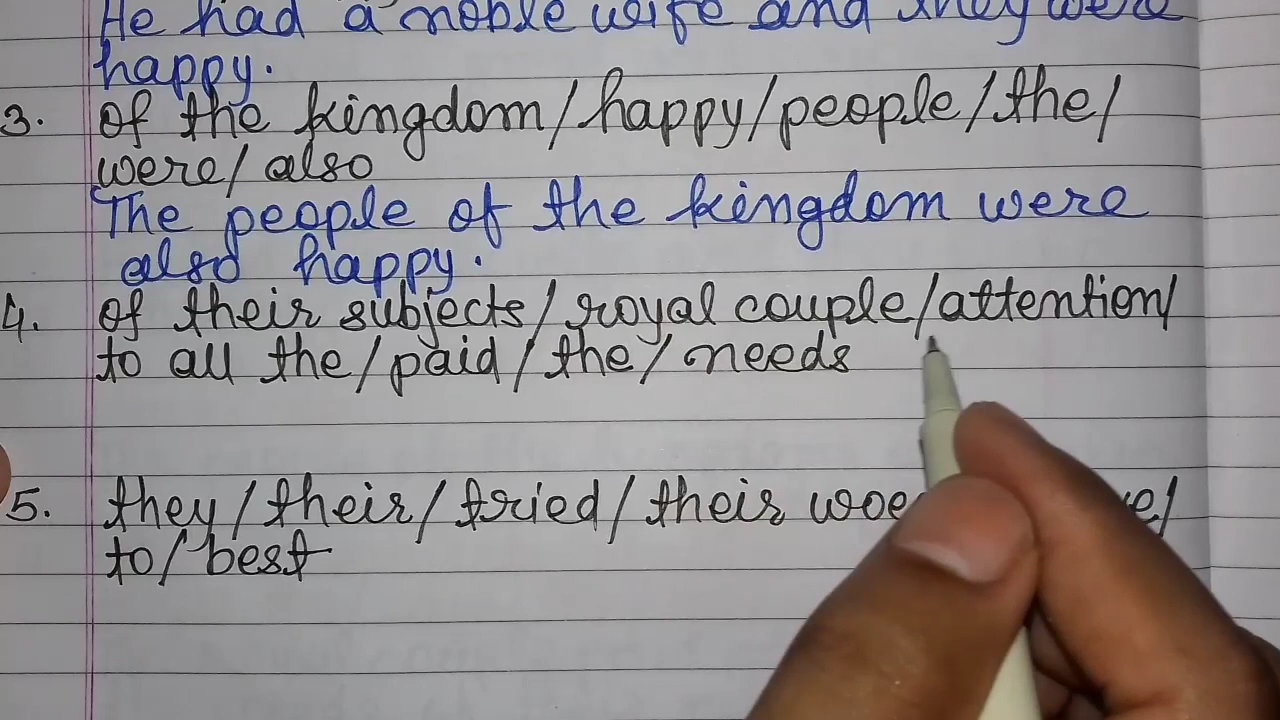 He had a noble wife and they were
happy.
3. of the kingdom/happy/people/the/
were/also
The people of the kingdom were
also happy.
4. of their subjects/royal couple/attention/
to all the/paid/the/needs
5. they/their/tried/their
to/best